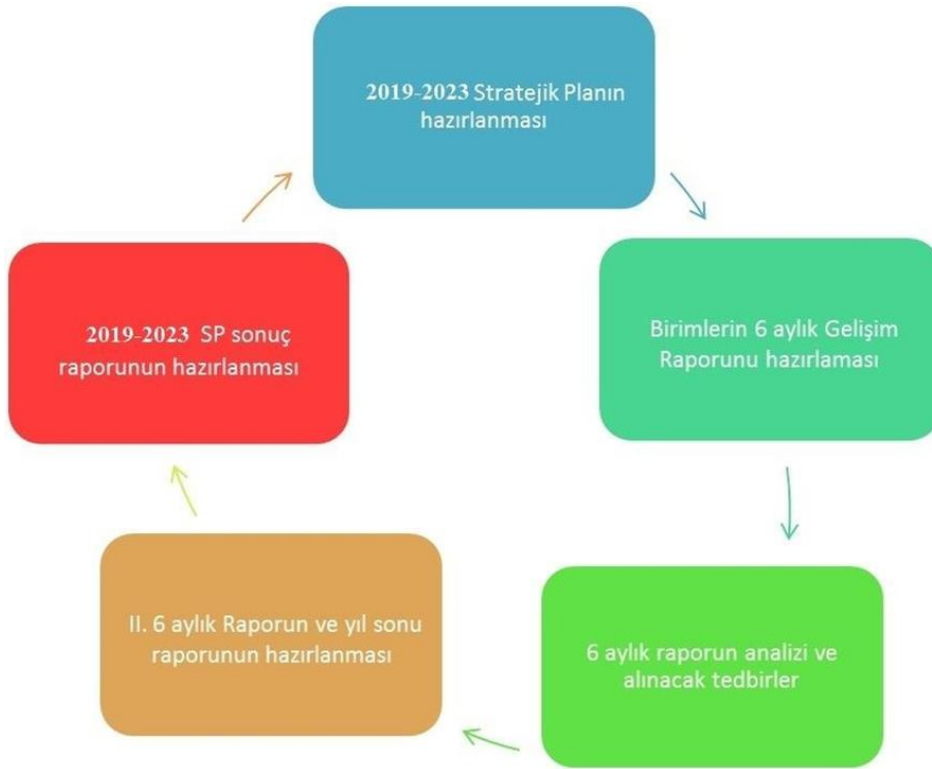 2019-2023 Stratejik Planın
hazırlanması
Birimlerin 6 aylık Gelişim
Raporunu hazırlaması
6 aylık raporun analizi ve
alınacak tedbirler
II. 6 aylık Raporun ve yıl sonu
raporunun hazırlanması
2019-2023 SP sonuç
raporunun hazırlanması